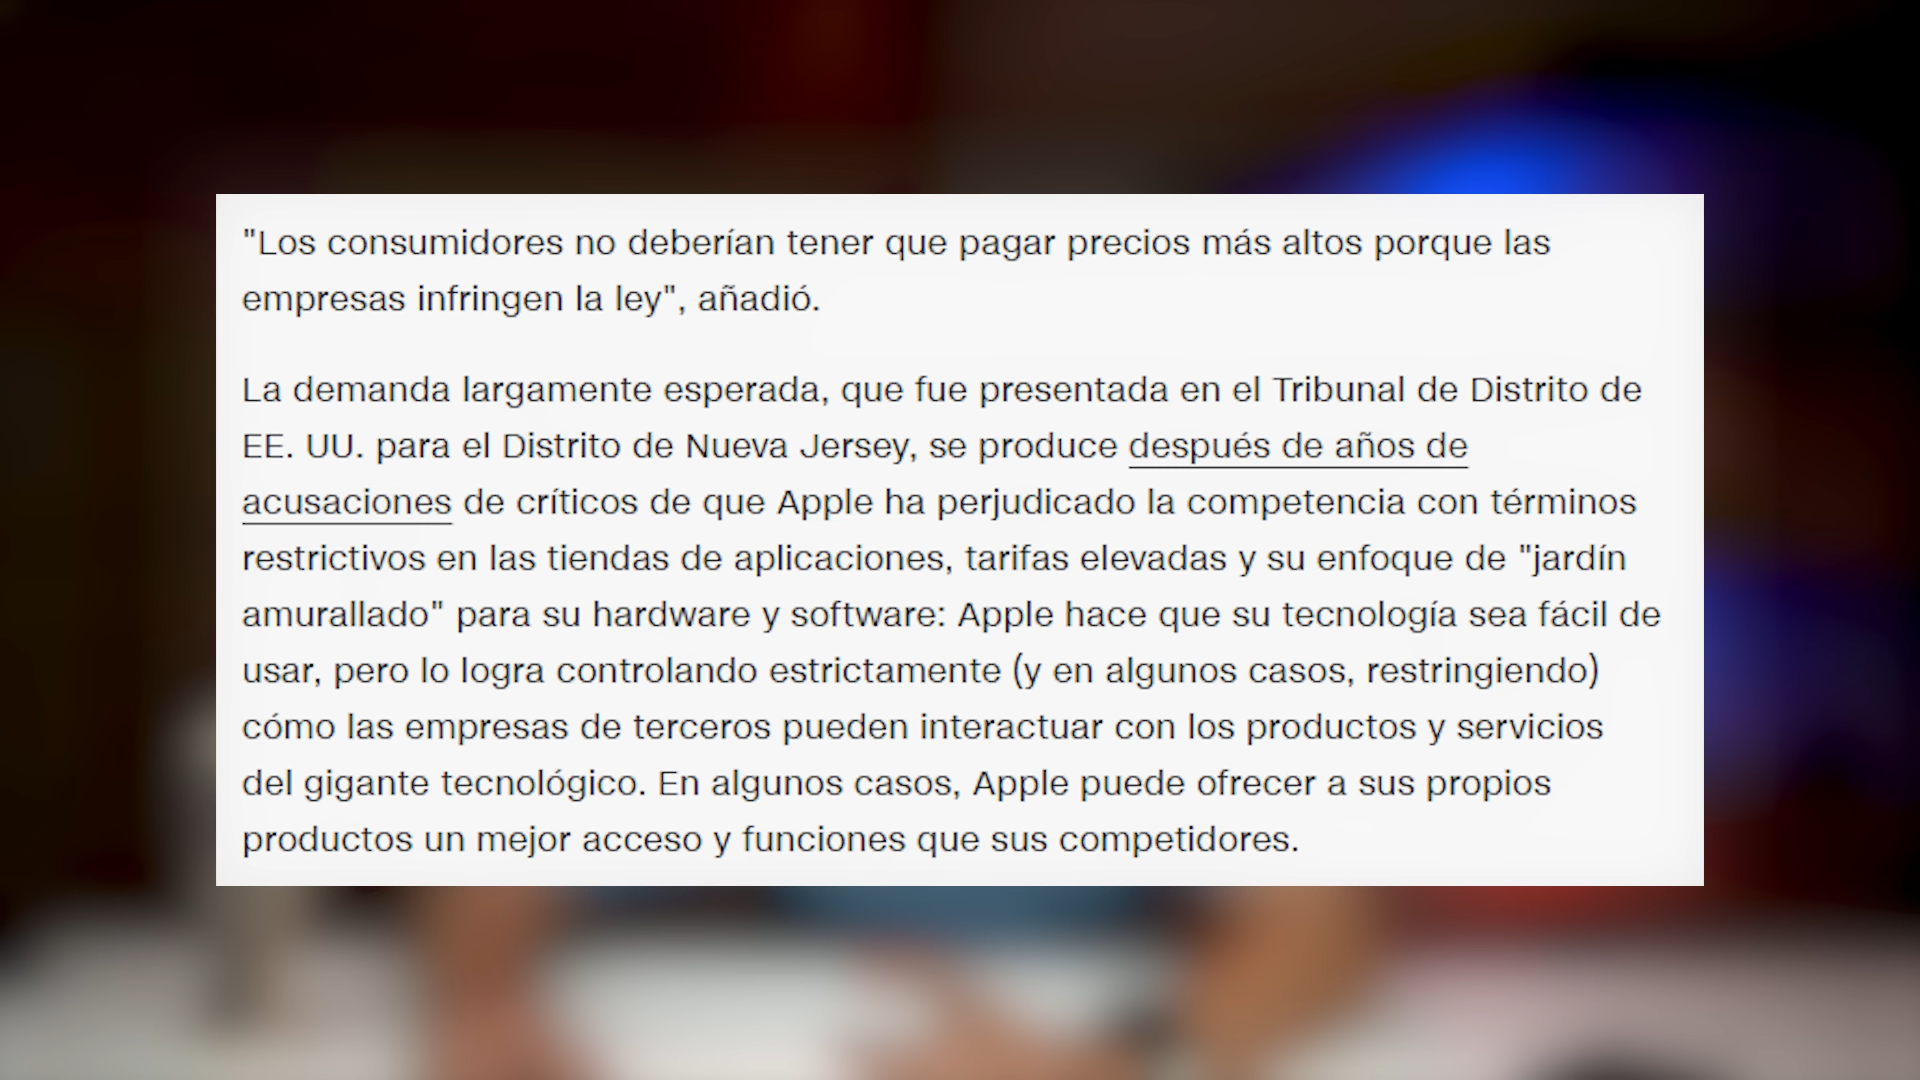 "Los consumidores no deberían tener que pagar precios más altos porque las
empresas infringen la ley", añadió.
La demanda largamente esperada, que fue presentada en el Tribunal de Distrito de
EE. UU. para el Distrito de Nueva Jersey, se produce después de años de
acusaciones de críticos de que Apple ha perjudicado la competencia con términos
restrictivos en las tiendas de aplicaciones, tarifas elevadas y su enfoque de "jardín
amurallado" para su hardware y software: Apple hace que su tecnología sea fácil de
usar, pero lo logra controlando estrictamente (y en algunos casos, restringiendo)
cómo las empresas de terceros pueden interactuar con los productos y servicios
del gigante tecnológico. En algunos casos, Apple puede ofrecer a sus propios
productos un mejor acceso y funciones que sus competidores.